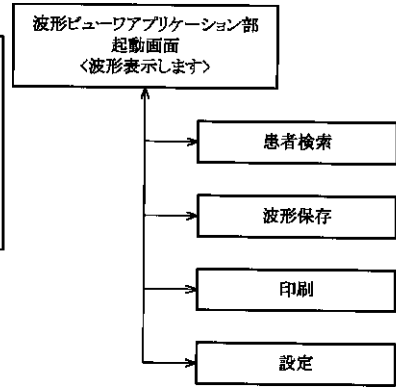 波形ビューワアプリケーション部
起動画面
<波形表示します>
患者検索
波形保存
印刷
設定